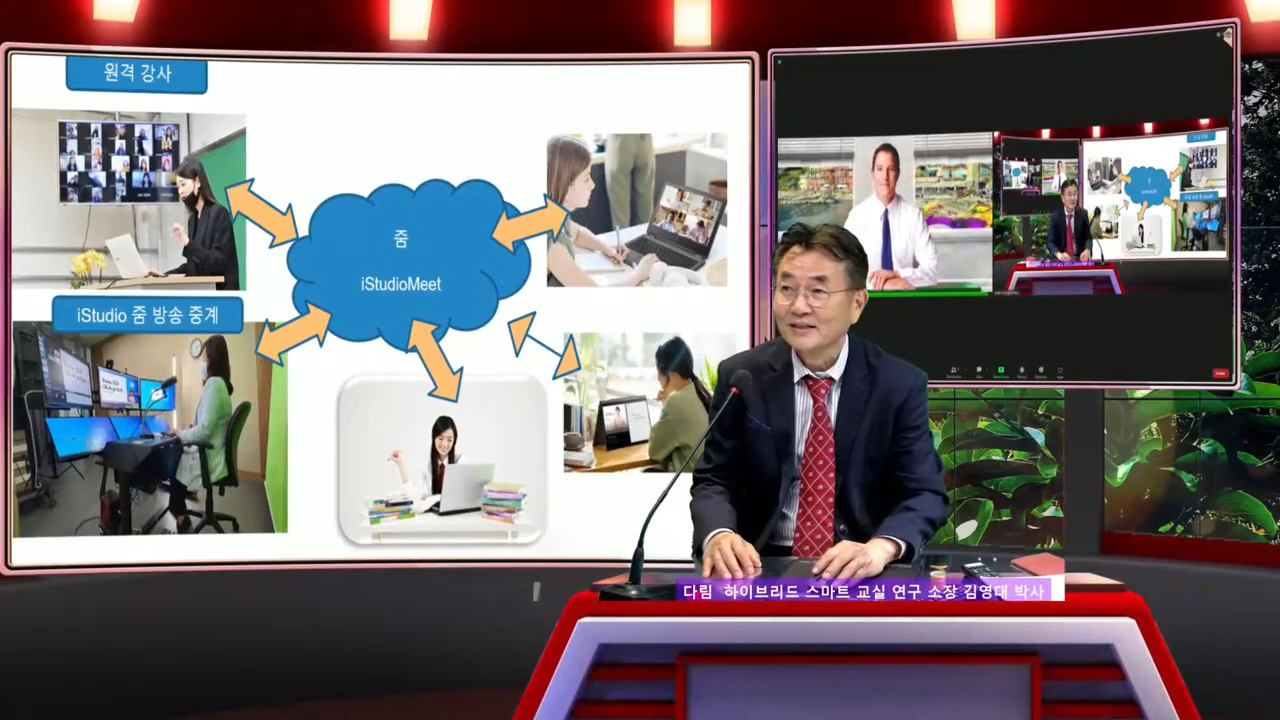 원격 강사
줌
iStudioMeet
iStudio 줌 방송 중계
다림 하이브리드 스마트 교실 연구 소장 김영대 박사